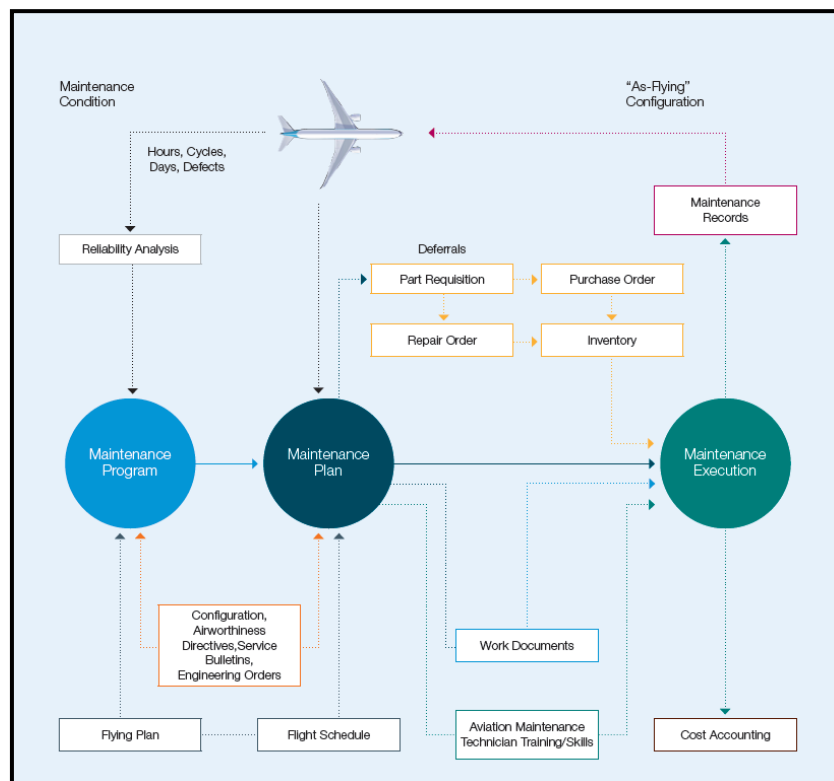 Maintenance
Condition
“As-Flying”
Configuration
Hours, Cycles,
Days, Defects
Maintenance
Records
Reliability Analysis
Deferrals
Part Requisition
Purchase Order
Repair Order
Inventory
Maintenance
Program
Maintenance
Plan
Maintenance
Execution
Configuration,
Airworthiness
Directives,Service
Bulletins,
Engineering Orders
Work Documents
Flying Plan
Flight Schedule
Aviation Maintenance
Technician Training/Skills
Cost Accounting